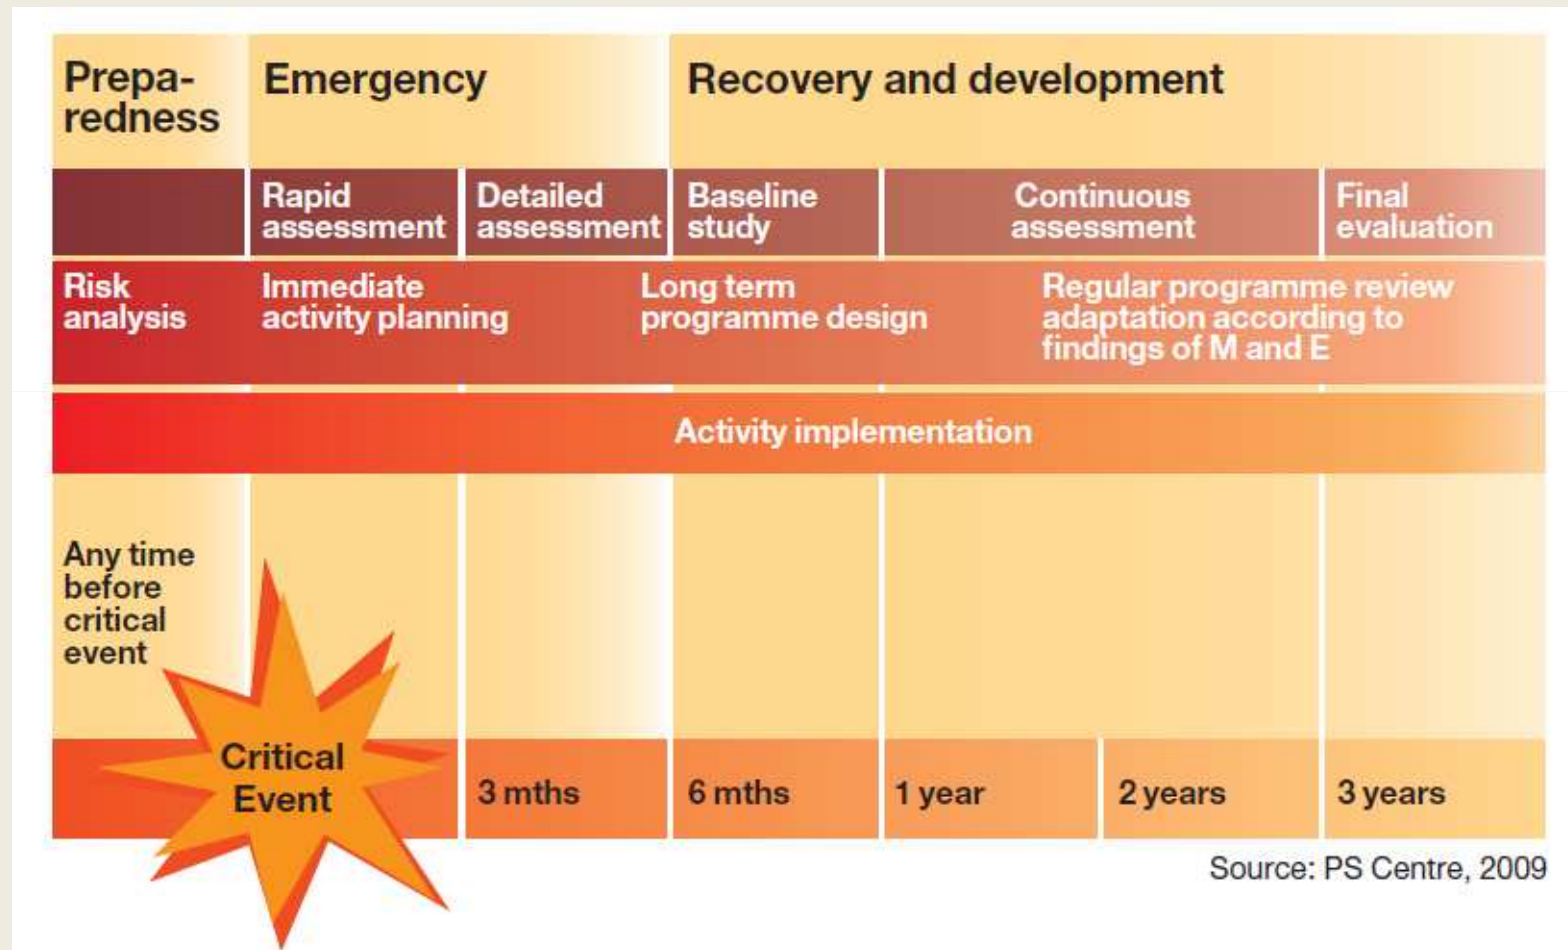 Prepa-
redness
Emergency
Recovery and development
Rapid
assessment
Detailed
assessment
Baseline
study
Continuous
assessment
Final
evaluation
Risk
analysis
Immediate
activity planning
Long term
programme design
Regular programme review
adaptation according to
findings of M and E
Activity implementation
Any time
before
critical
event
Critical
Event
3 mths
6 mths
1 year
2 years
3 years
Source: PS Centre, 2009